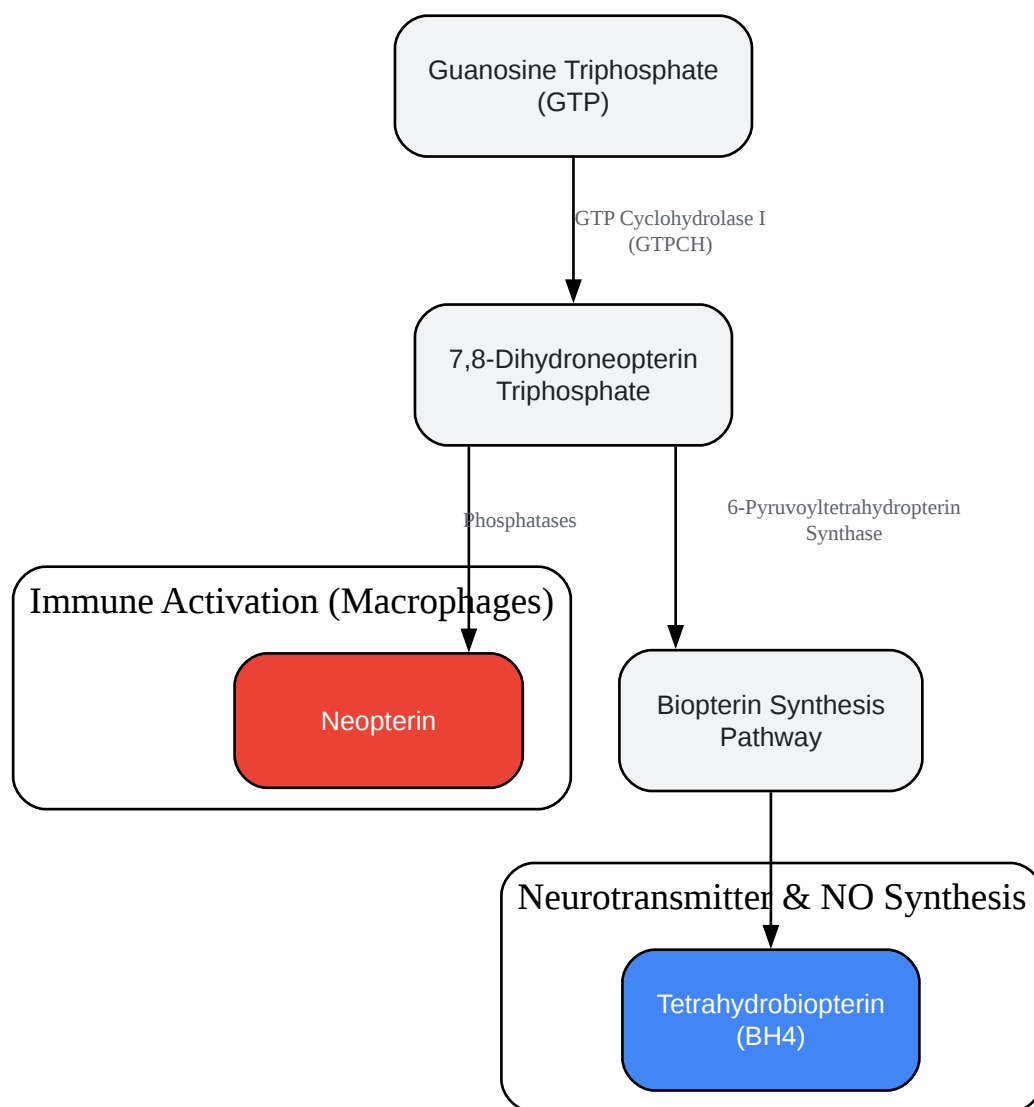 Guanosine Triphosphate
(GTP)
GTP Cyclohydrolase I
(GTPCH)
7,8-Dihydroneopterin
Triphosphate
Phosphatases
6-Pyruvoyltetrahydropterin
Synthase
Immune Activation (Macrophages)
Neopterin
Biopterin Synthesis
Pathway
Neurotransmitter & NO Synthesis
Tetrahydrobiopterin
(BH4)